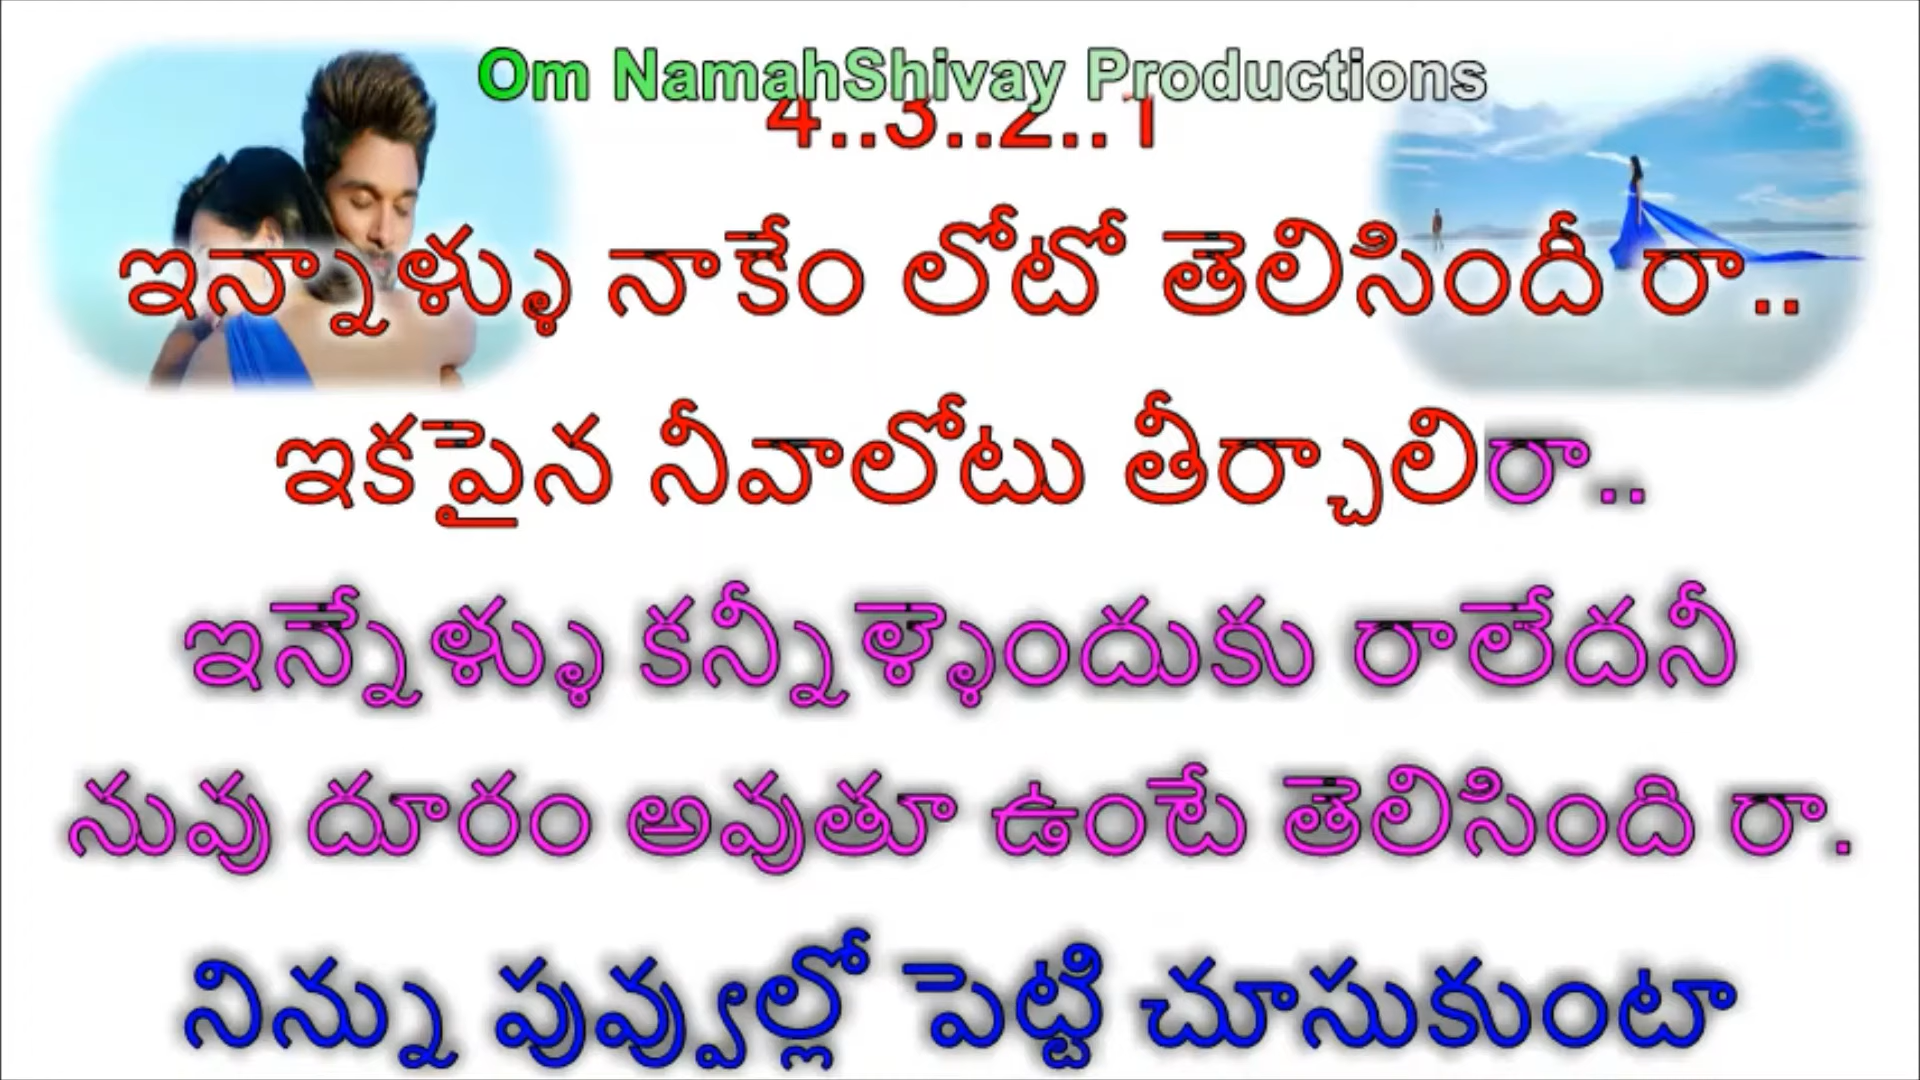 Om NamahShivay Productions
4..3..2..1
ఇన్నాళ్ళు నాకేం లోటో తెలిసిందీ రా..
ఇకపైన నీవాలోటు తీర్చాలిరా..
ఇన్నేళ్ళు కన్నీళ్ళెందుకు రాలేదనీ
నువు దూరం అవుతూ ఉంటే తెలిసింది రా.
నిన్ను పువ్వుల్లో పెట్టి చూసుకుంటా